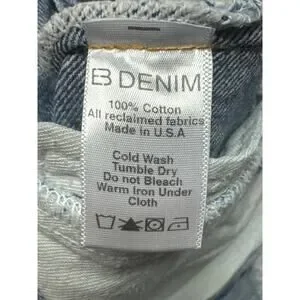 EB DENIM
100% Cotton
All reclaimed fabrics
Made in U.S.A
Cold Wash
Tumble Dry
Do not Bleach
Warm Iron Under
Cloth